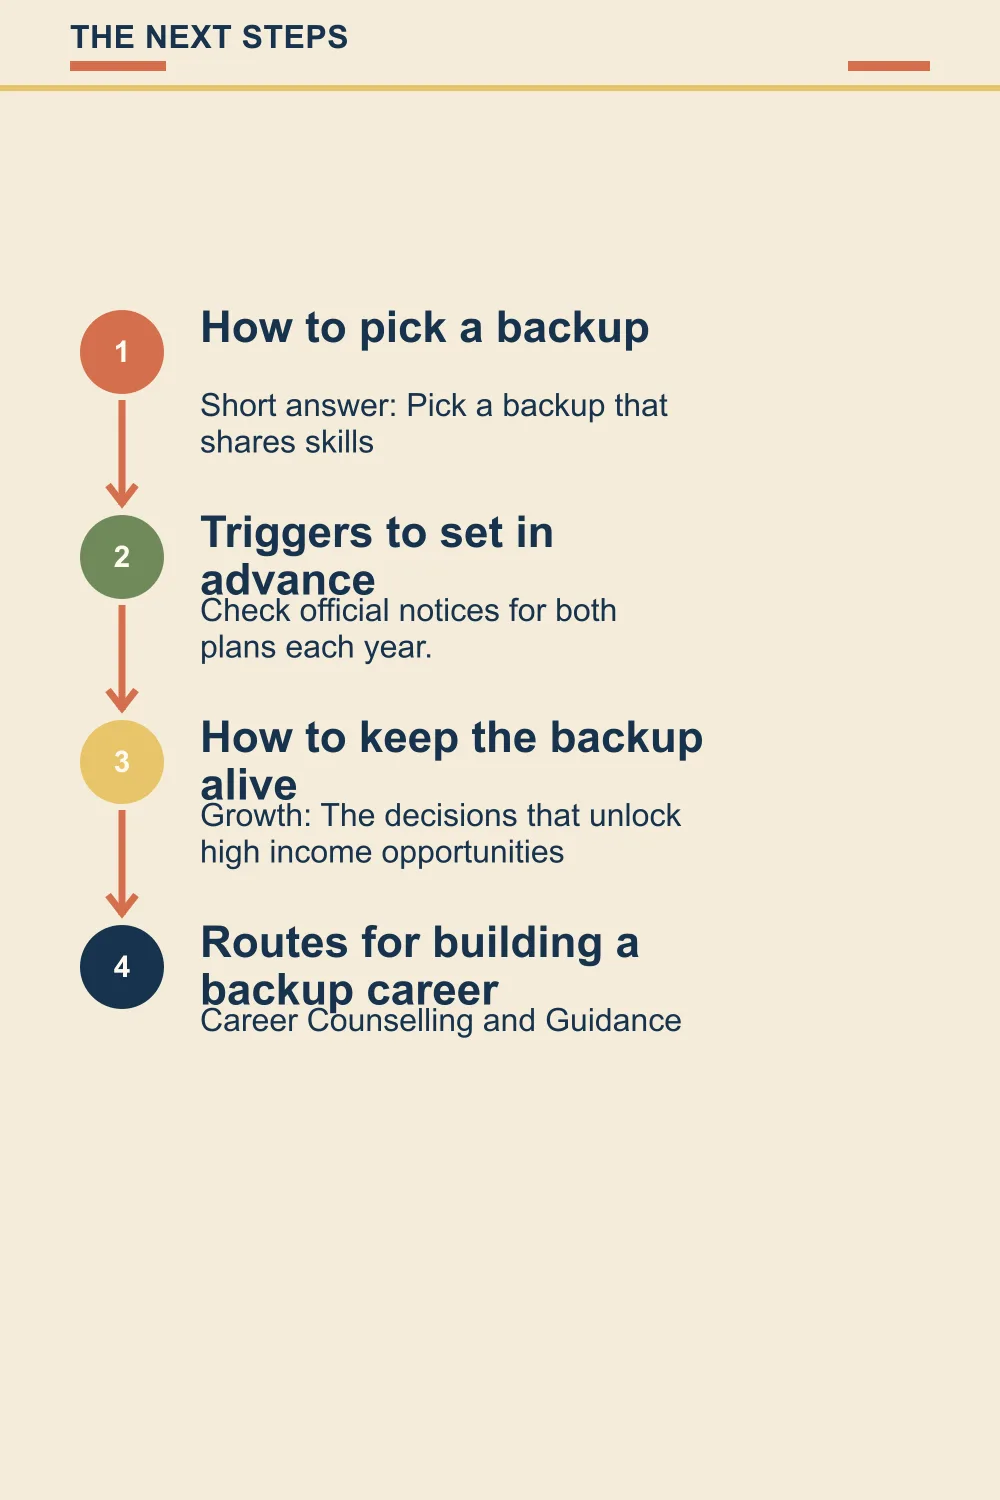 THE NEXT STEPS
1
How to pick a backup
Short answer: Pick a backup that
shares skills
2
Triggers to set in
advance
Check official notices for both
plans each year.
3
How to keep the backup
alive
Growth: The decisions that unlock
high income opportunities
4
Routes for building a
backup career
Career Counselling and Guidance